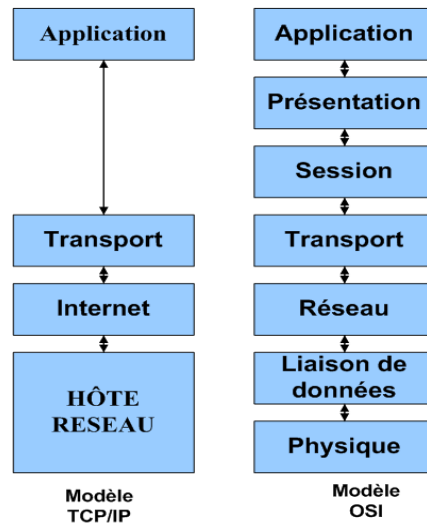 Application
Transport
Internet
HÔTE
RESEAU
Modèle
TCP/IP
Application
Présentation
Session
Transport
Réseau
Liaison de
données
Physique
Modèle
OSI